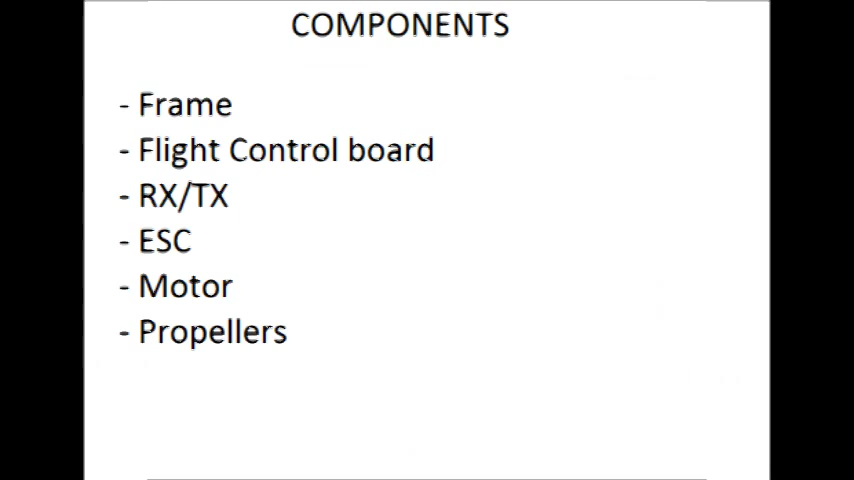 COMPONENTS
- Frame
- Flight Control board
- RX/TX
- ESC
- Motor
- Propellers